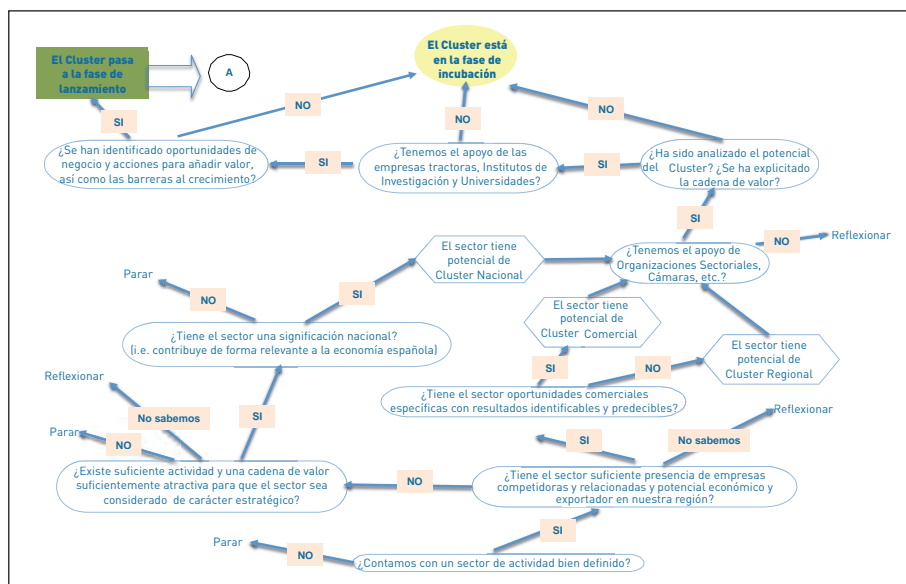 El Cluster pasa
a la fase de
lanzamiento
A
El Cluster está
en la fase de
incubación
NO
NO
NO
SI
¿Se han identificado oportunidades de
negocio y acciones para añadir valor,
así como las barreras al crecimiento?
SI
¿Tenemos el apoyo de las
empresas tractoras, Institutos de
Investigación y Universidades?
SI
¿Ha sido analizado el potencial
del Cluster? ¿Se ha explicitado
la cadena de valor?
SI
NO
Reflexionar
El sector tiene
potencial de
Cluster Nacional
¿Tenemos el apoyo de
Organizaciones Sectoriales,
Cámaras, etc.?
Parar
NO
SI
El sector tiene
potencial de
Cluster Comercial
¿Tiene el sector una significación nacional?
(i.e. contribuye de forma relevante a la economía española)
El sector tiene
potencial de
Cluster Regional
SI
NO
Reflexionar
¿Tiene el sector oportunidades comerciales
específicas con resultados identificables y predecibles?
No sabemos
SI
Reflexionar
Parar
NO
SI
No sabemos
¿Existe suficiente actividad y una cadena de valor
suficientemente atractiva para que el sector sea
considerado de carácter estratégico?
NO
¿Tiene el sector suficiente presencia de empresas
competidoras y relacionadas y potencial económico y
exportador en nuestra región?
SI
Parar
NO
¿Contamos con un sector de actividad bien definido?